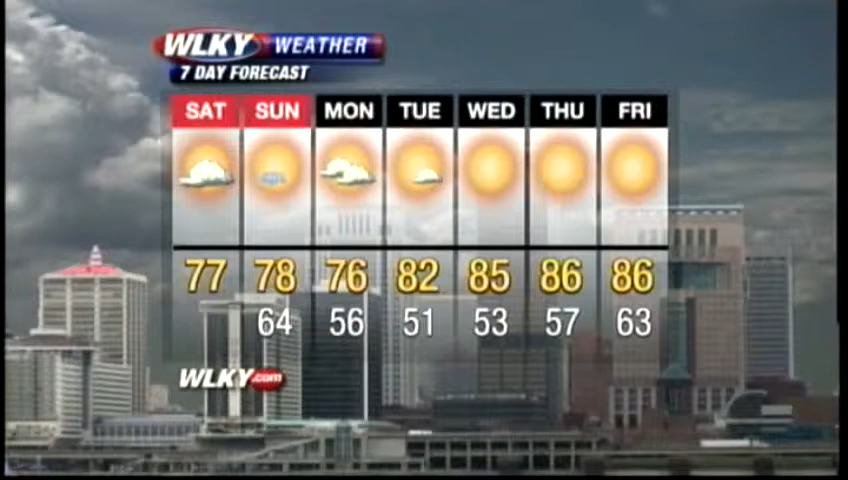 WLKY WEATHER
7 DAY FORECAST
SAT SUN MON TUE WED THU FRI
77 78 76 82 85 86 86
64 56 51 53 57 63
WLKY.com